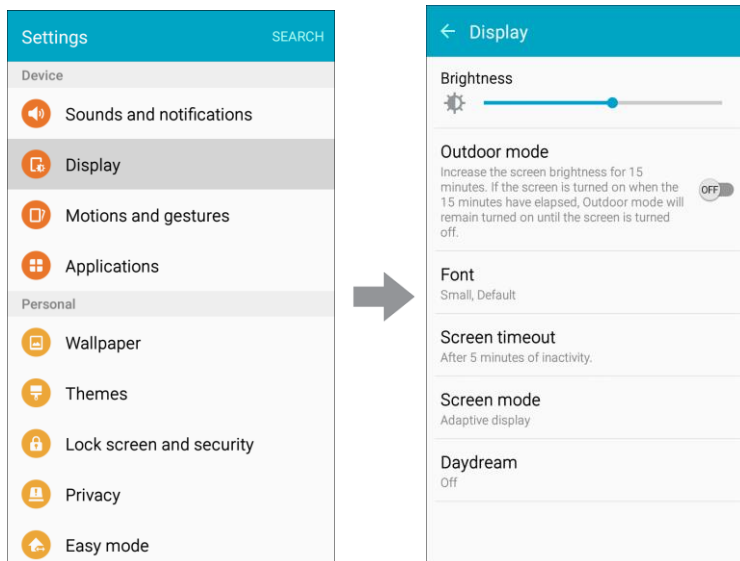 Settings
SEARCH
Device
Sounds and notifications
Display
Motions and gestures
Applications
Personal
Wallpaper
Themes
Lock screen and security
Privacy
Easy mode
Display
Brightness
Outdoor mode
Increase the screen brightness for 15
minutes. If the screen is turned on when the
15 minutes have elapsed, Outdoor mode will
remain turned on until the screen is turned
off.
OFF
Font
Small, Default
Screen timeout
After 5 minutes of inactivity.
Screen mode
Adaptive display
Daydream
Off